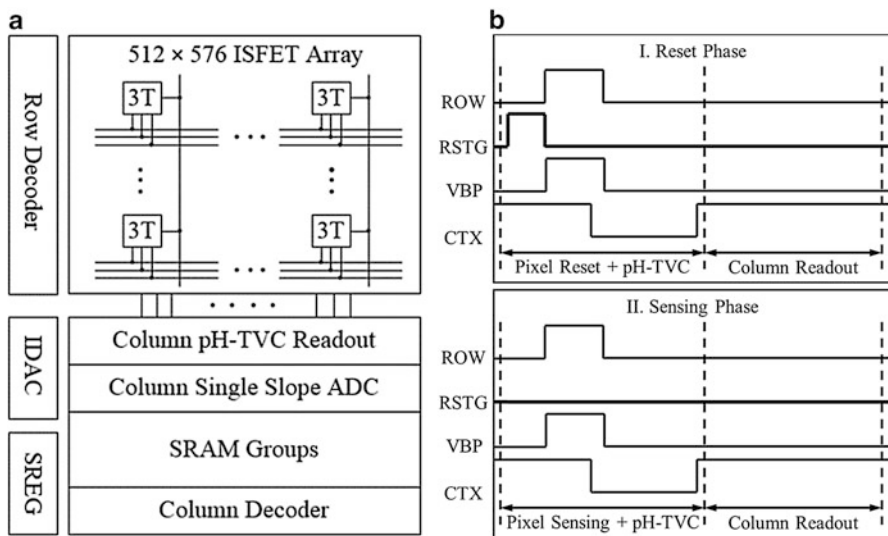 a
Row Decoder
512 × 576 ISFET Array
3T
3T
3T
3T
IDAC
Column pH-TVC Readout
Column Single Slope ADC
SREG
SRAM Groups
Column Decoder
b
I. Reset Phase
ROW
RSTG
VBP
CTX
Pixel Reset + pH-TVC
Column Readout
II. Sensing Phase
ROW
RSTG
VBP
CTX
Pixel Sensing + pH-TVC
Column Readout